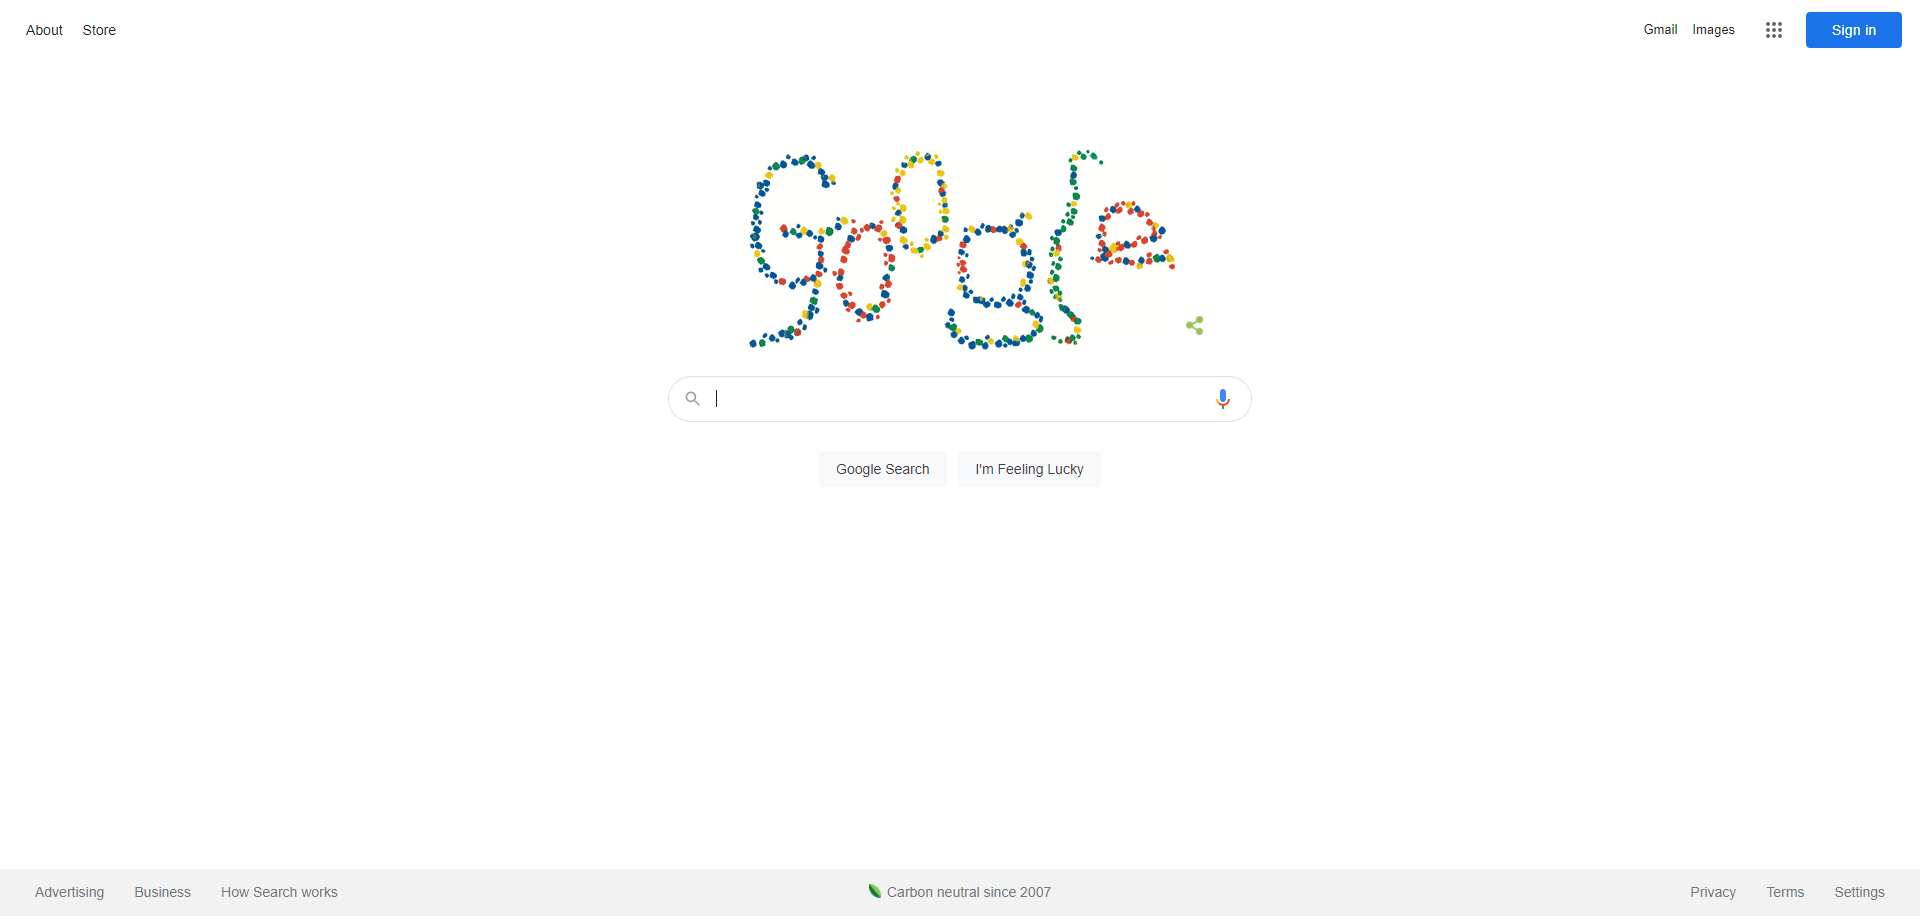 About Store
Gmail Images Sign in
Google
Google Search I'm Feeling Lucky
Advertising Business How Search works
Carbon neutral since 2007
Privacy Terms Settings